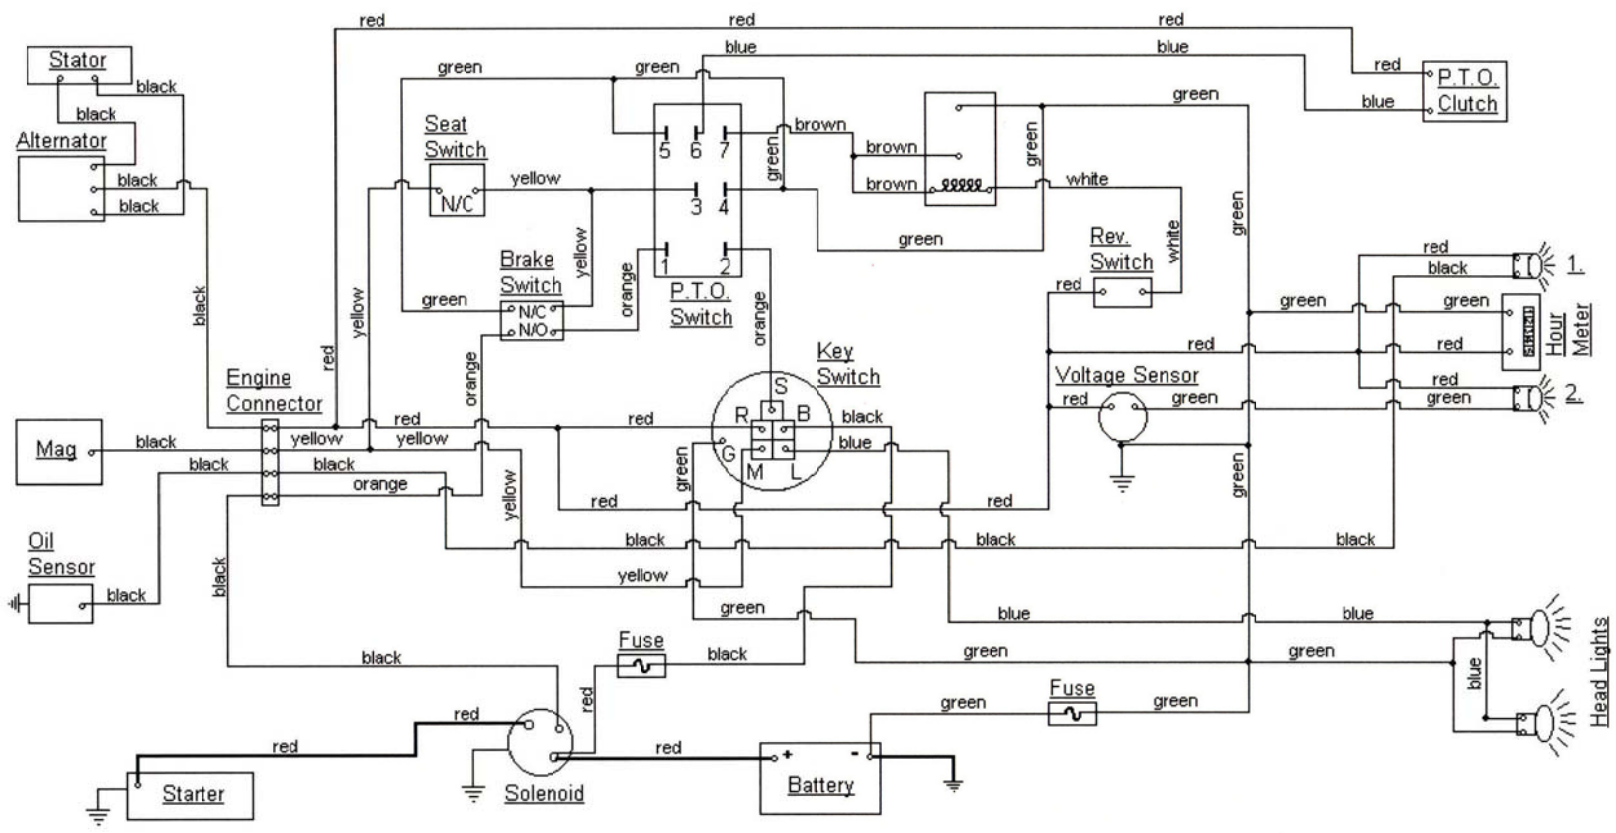 red red red
blue blue
Stator
green green
red
P.T.O.
Clutch
black
black
green
blue
Alternator
Seat
Switch
brown
5 6 7
green
brown
green
black
yellow
N/C
brown
white
black
3 4
green
yellow
white
Rev.
Switch
green
red
black
1.
Brake
Switch
1 2
orange
P.T.O.
Switch
orange
red
green
N/C
N/O
green green
Hour
Meter
black
yellow
red
orange
Key
Switch
red
red
Engine
Connector
S
Voltage Sensor
red
red
green
green
2.
red
red
R B
black
Mag
black
yellow yellow
G
blue
M L
black
black
orange
green
green
yellow
red
red
Oil
Sensor
black
black
black
black
black
yellow
green
blue
blue
Fuse
black
black
green
green
blue
Head Lights
Fuse
red
green
green
red
red
red
+ -
Battery
Starter
Solenoid